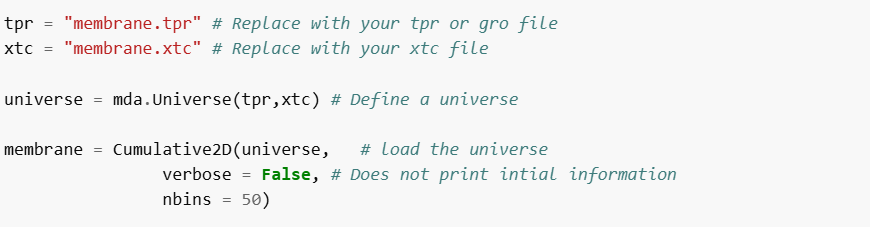 tpr = "membrane.tpr" # Replace with your tpr or gro file
xtc = "membrane.xtc" # Replace with your xtc file
universe = mda.Universe(tpr,xtc) # Define a universe
membrane = Cumulative2D(universe,   # load the universe
verbose = False, # Does not print intial information
nbins = 50)